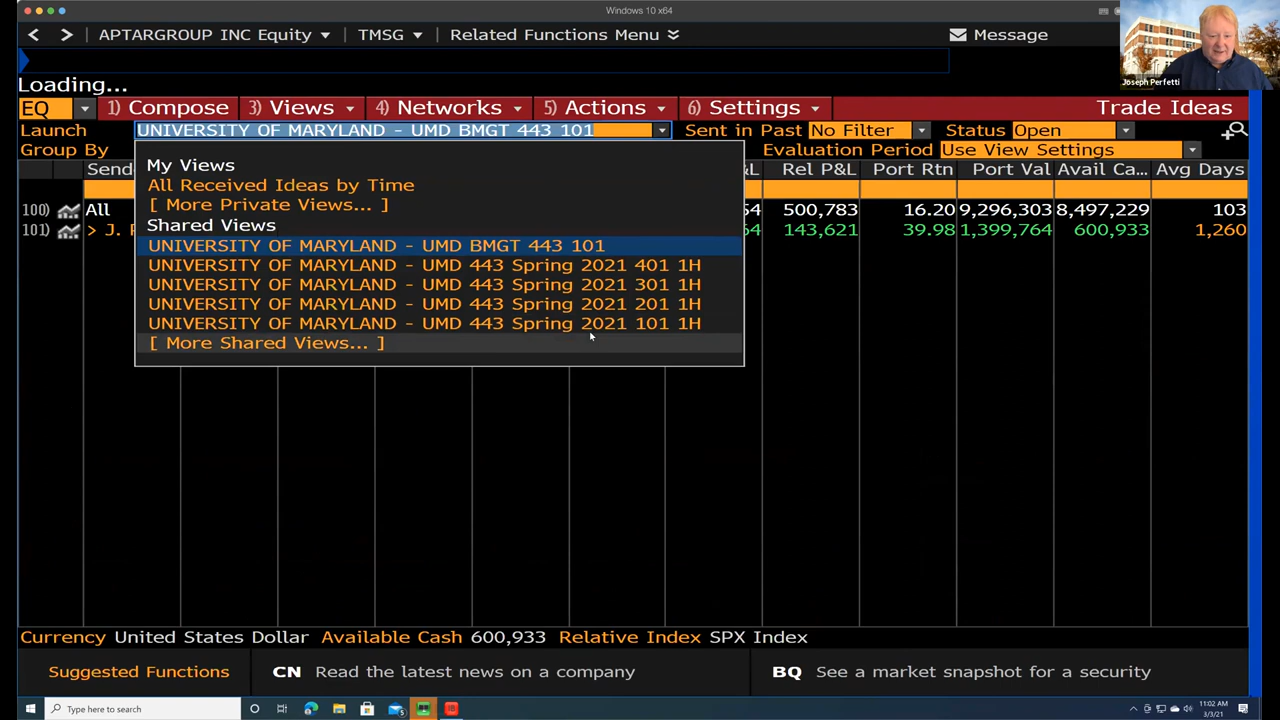 Windows 10 x64
APTARGROUP INC Equity TMSG Related Functions Menu Message
Joseph Perfetti
Loading...
EQ 1) Compose 3) Views 4) Networks 5) Actions 6) Settings Trade Ideas
Launch UNIVERSITY OF MARYLAND - UMD BMGT 443 101 Sent in Past No Filter Status Open
Group By Evaluation Period Use View Settings
Rel P&L Port Rtn Port Val Avail Ca... Avg Days
100) All 500,783 16.20 9,296,303 8,497,229 103
101) > J. 143,621 39.98 1,399,764 600,933 1,260
My Views
All Received Ideas by Time
[ More Private Views... ]
Shared Views
UNIVERSITY OF MARYLAND - UMD BMGT 443 101
UNIVERSITY OF MARYLAND - UMD 443 Spring 2021 401 1H
UNIVERSITY OF MARYLAND - UMD 443 Spring 2021 301 1H
UNIVERSITY OF MARYLAND - UMD 443 Spring 2021 201 1H
UNIVERSITY OF MARYLAND - UMD 443 Spring 2021 101 1H
[ More Shared Views... ]
Currency United States Dollar Available Cash 600,933 Relative Index SPX Index
Suggested Functions CN Read the latest news on a company BQ See a market snapshot for a security
Type here to search
11:02 AM
3/3/21